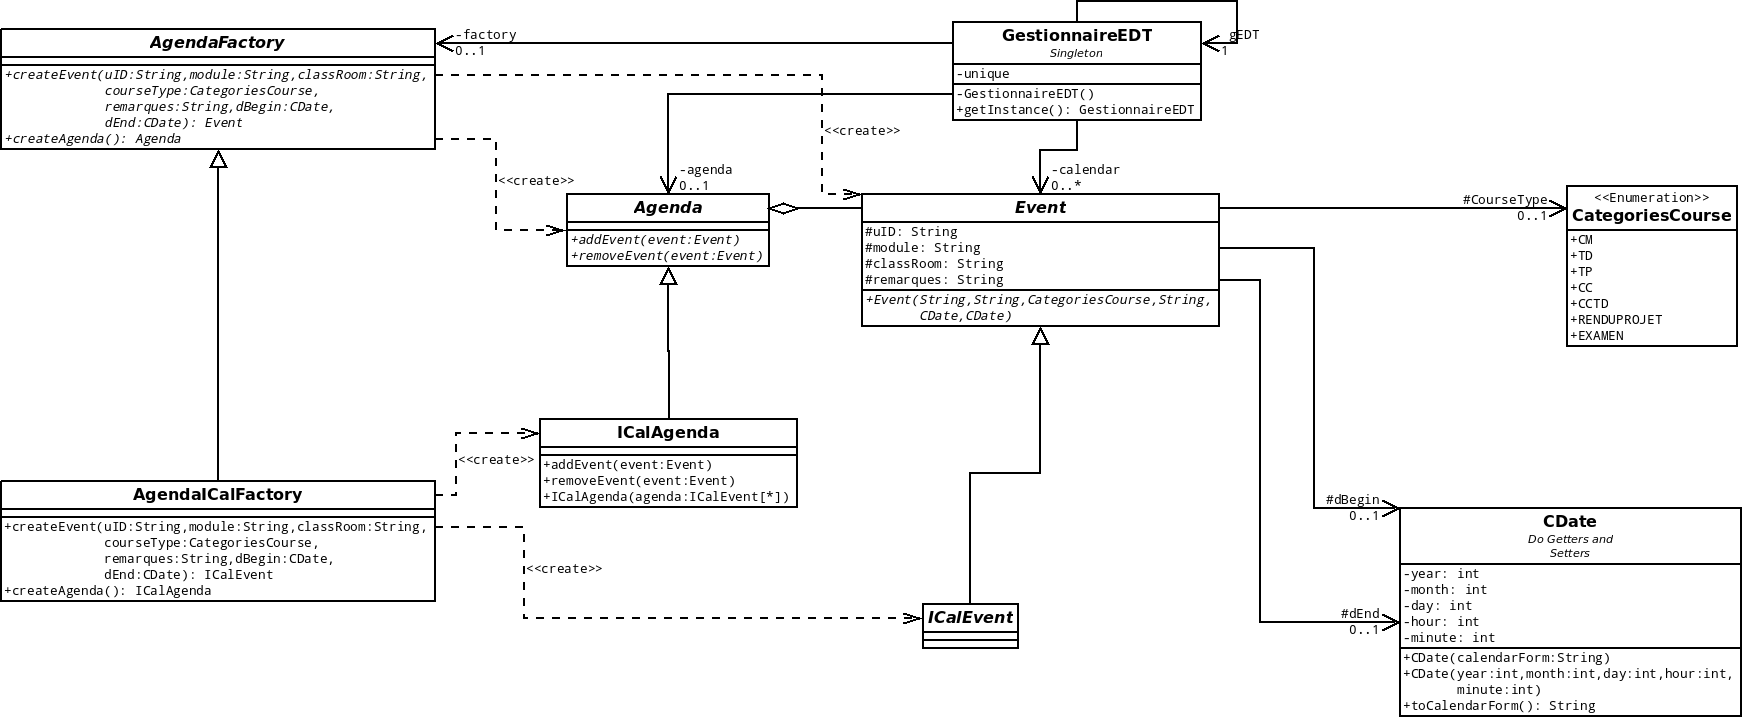 AgendaFactory
+createEvent(uID:String,module:String,classRoom:String,
courseType:CategoriesCourse,
remarques:String,dBegin:CDate,
dEnd:CDate): Event
+createAgenda(): Agenda
-factory
0..1
GestionnaireEDT
Singleton
-unique
-GestionnaireEDT()
+getInstance(): GestionnaireEDT
gEDT
1
<<create>>
<<create>>
-agenda
0..1
-calendar
0..*
Agenda
+addEvent(event:Event)
+removeEvent(event:Event)
Event
#uID: String
#module: String
#classRoom: String
#remarques: String
+Event(String,String,CategoriesCourse,String,
CDate,CDate)
#CourseType
0..1
<<Enumeration>>
CategoriesCourse
+CM
+TD
+TP
+CC
+CCTD
+RENDUPROJET
+EXAMEN
ICalAgenda
+addEvent(event:Event)
+removeEvent(event:Event)
+ICalAgenda(agenda:ICalEvent[*])
<<create>>
AgendaICalFactory
+createEvent(uID:String,module:String,classRoom:String,
courseType:CategoriesCourse,
remarques:String,dBegin:CDate,
dEnd:CDate): ICalEvent
+createAgenda(): ICalAgenda
<<create>>
ICalEvent
#dBegin
0..1
#dEnd
0..1
CDate
Do Getters and
Setters
-year: int
-month: int
-day: int
-hour: int
-minute: int
+CDate(calendarForm:String)
+CDate(year:int,month:int,day:int,hour:int,
minute:int)
+toCalendarForm(): String